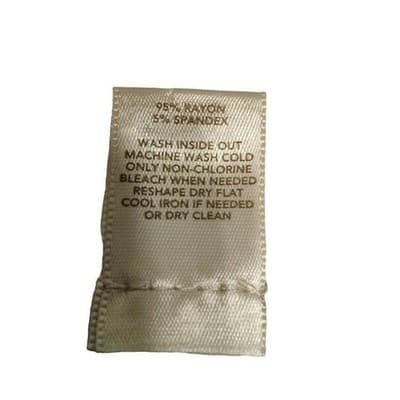 95% RAYON
5% SPANDEX
WASH INSIDE OUT
MACHINE WASH COLD
ONLY NON-CHLORINE
BLEACH WHEN NEEDED
RESHAPE DRY FLAT
COOL IRON IF NEEDED
OR DRY CLEAN